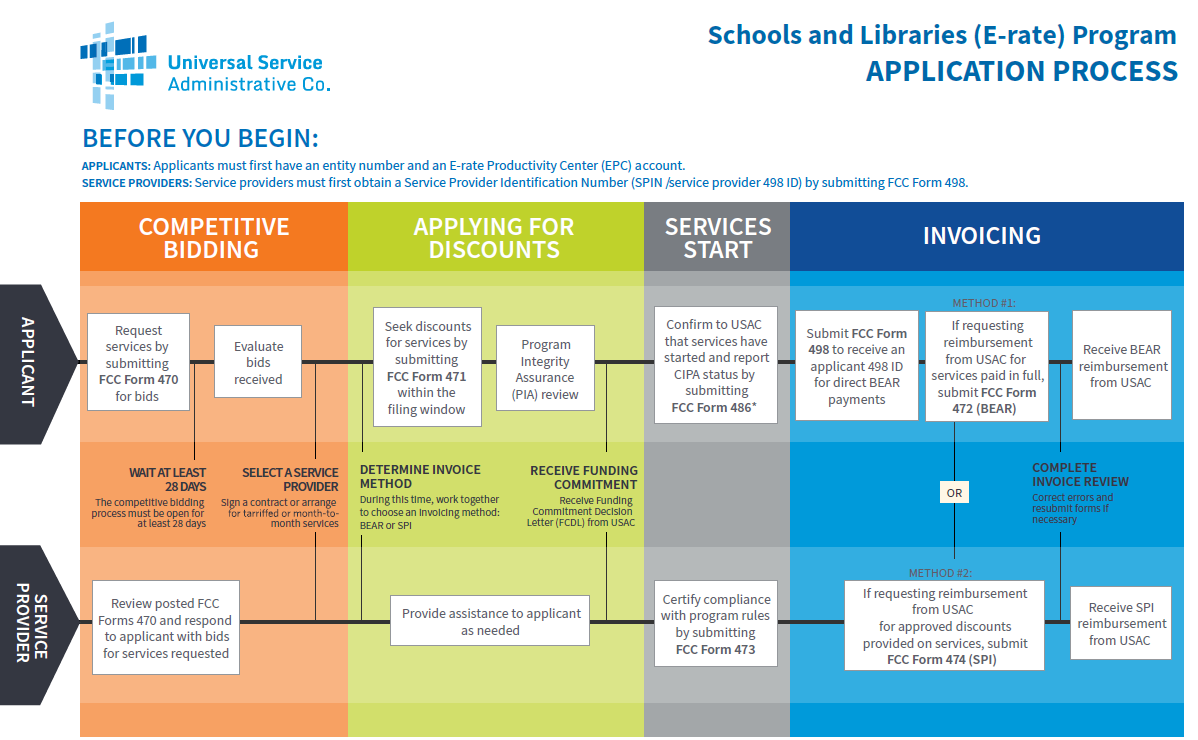 Universal Service
Administrative Co.
Schools and Libraries (E-rate) Program
APPLICATION PROCESS
BEFORE YOU BEGIN:
APPLICANTS: Applicants must first have an entity number and an E-rate Productivity Center (EPC) account.
SERVICE PROVIDERS: Service providers must first obtain a Service Provider Identification Number (SPIN /service provider 498 ID) by submitting FCC Form 498.
COMPETITIVE
BIDDING
APPLYING FOR
DISCOUNTS
SERVICES
START
INVOICING
APPLICANT
Request
services by
submitting
FCC Form 470
for bids
Evaluate
bids
received
Seek discounts
for services by
submitting
FCC Form 471
within the
filing window
Program
Integrity
Assurance
(PIA) review
Confirm to USAC
that services have
started and report
CIPA status by
submitting
FCC Form 486*
Submit FCC Form
498 to receive an
applicant 498 ID
for direct BEAR
payments
METHOD #1:
If requesting
reimbursement
from USAC for
services paid in full,
submit FCC Form
472 (BEAR)
Receive BEAR
reimbursement
from USAC
WAIT AT LEAST
28 DAYS
The competitive bidding
process must be open for
at least 28 days
SELECT A SERVICE
PROVIDER
Sign a contract or arrange
for tarriffed or month-to-
month services
DETERMINE INVOICE
METHOD
During this time, work together
to choose an invoicing method:
BEAR or SPI
RECEIVE FUNDING
COMMITMENT
Receive Funding
Commitment Decision
Letter (FCDL) from USAC
OR
COMPLETE
INVOICE REVIEW
Correct errors and
resubmit forms if
necessary
SERVICE
PROVIDER
Review posted FCC
Forms 470 and respond
to applicant with bids
for services requested
Provide assistance to applicant
as needed
Certify compliance
with program rules
by submitting
FCC Form 473
METHOD #2:
If requesting reimbursement
from USAC
for approved discounts
provided on services, submit
FCC Form 474 (SPI)
Receive SPI
reimbursement
from USAC